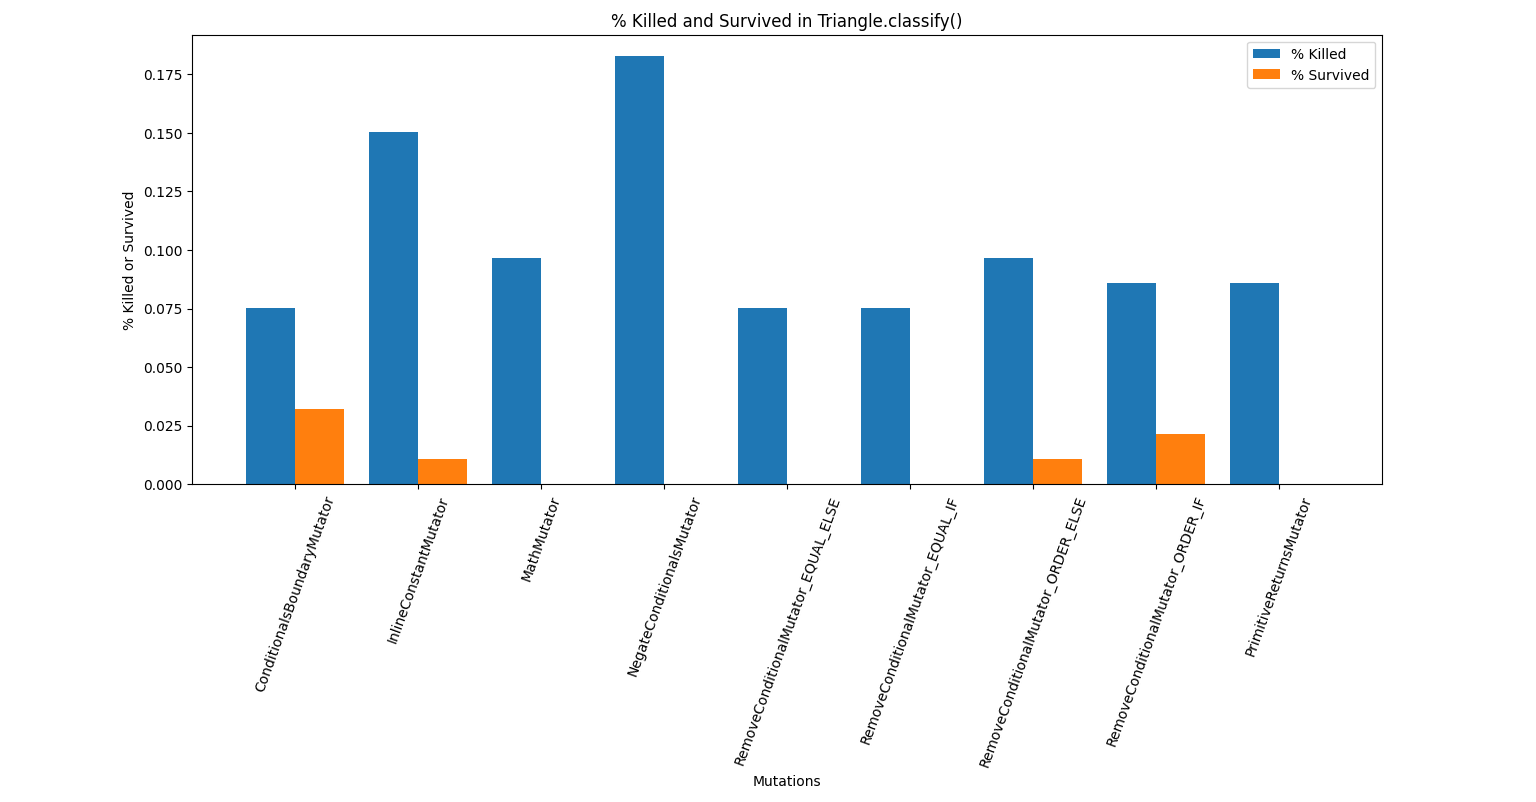 % Killed and Survived in Triangle.classify()
% Killed
% Survived
% Killed or Survived
0.175
0.150
0.125
0.100
0.075
0.050
0.025
0.000
ConditionalsBoundaryMutator
InlineConstantMutator
MathMutator
NegateConditionalsMutator
RemoveConditionalMutator_EQUAL_ELSE
RemoveConditionalMutator_EQUAL_IF
RemoveConditionalMutator_ORDER_ELSE
RemoveConditionalMutator_ORDER_IF
PrimitiveReturnsMutator
Mutations